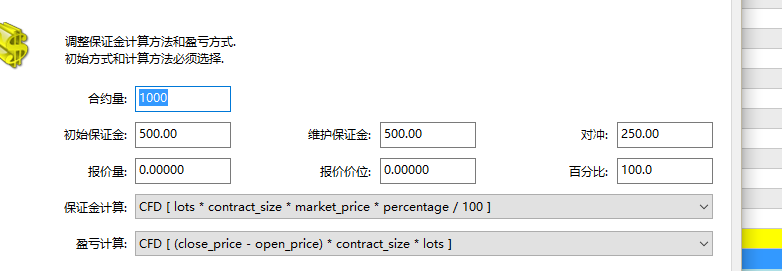 调整保证金计算方法和盈亏方式.
初始方式和计算方法必须选择.
合约量: 1000
初始保证金: 500.00 维护保证金: 500.00 对冲: 250.00
报价量: 0.00000 报价价位: 0.00000 百分比: 100.0
保证金计算: CFD [ lots * contract_size * market_price * percentage / 100 ]
盈亏计算: CFD [ (close_price - open_price) * contract_size * lots ]